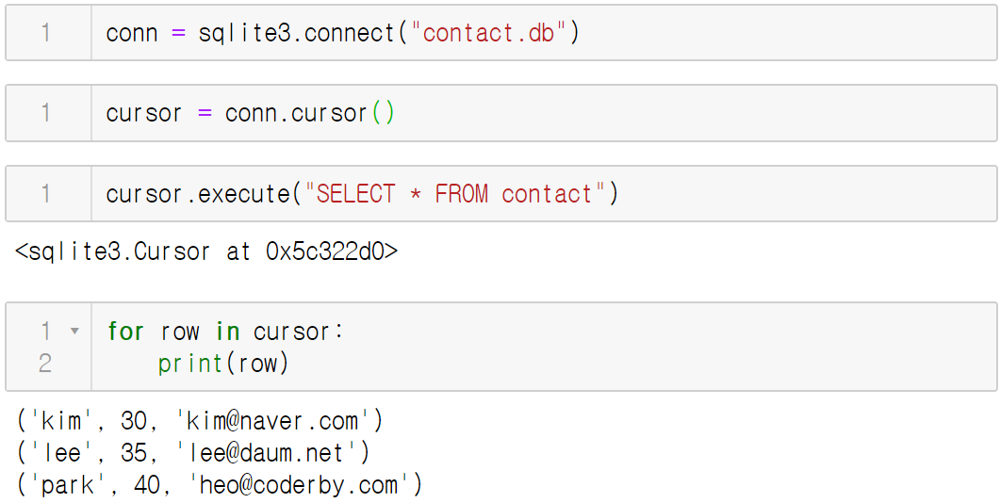 1 conn = sqlite3.connect("contact.db")
1 cursor = conn.cursor()
1 cursor.execute("SELECT * FROM contact")
<sqlite3.Cursor at 0x5c322d0>
1 ▾ for row in cursor:
2     print(row)
('kim', 30, 'kim@naver.com')
('lee', 35, 'lee@daum.net')
('park', 40, 'heo@coderby.com')